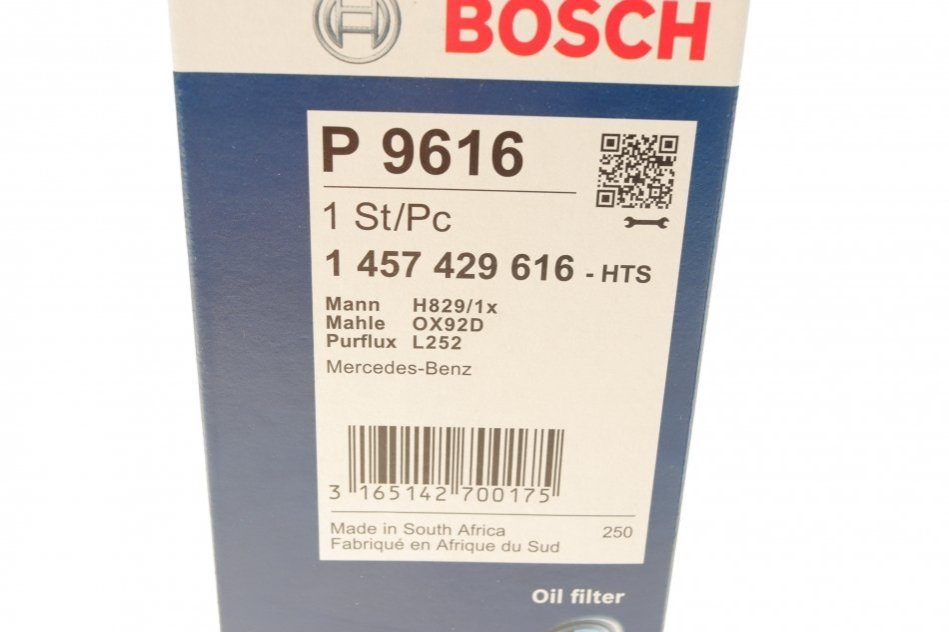 BOSCH
P 9616
1 St/Pc
1 457 429 616 - HTS
Mann H829/1x
Mahle OX92D
Purflux L252
Mercedes-Benz
3 165142 700175
Made in South Africa 250
Fabriqué en Afrique du Sud
Oil filter